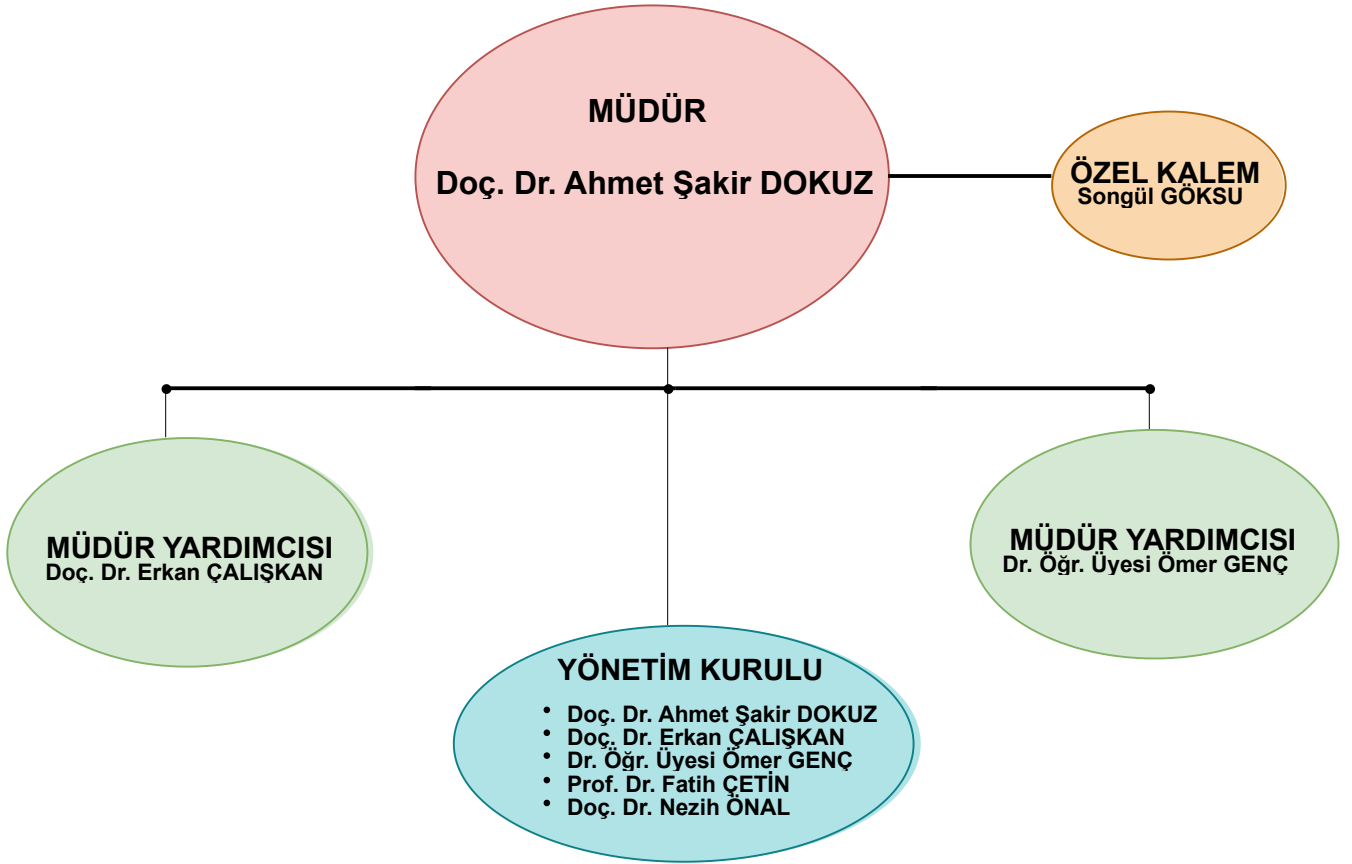 MÜDÜR
Doç. Dr. Ahmet Şakir DOKUZ
ÖZEL KALEM
Songül GÖKSU
MÜDÜR YARDIMCISI
Doç. Dr. Erkan ÇALIŞKAN
MÜDÜR YARDIMCISI
Dr. Öğr. Üyesi Ömer GENÇ
YÖNETİM KURULU
• Doç. Dr. Ahmet Şakir DOKUZ
• Doç. Dr. Erkan ÇALIŞKAN
• Dr. Öğr. Üyesi Ömer GENÇ
• Prof. Dr. Fatih ÇETİN
• Doç. Dr. Nezih ÖNAL